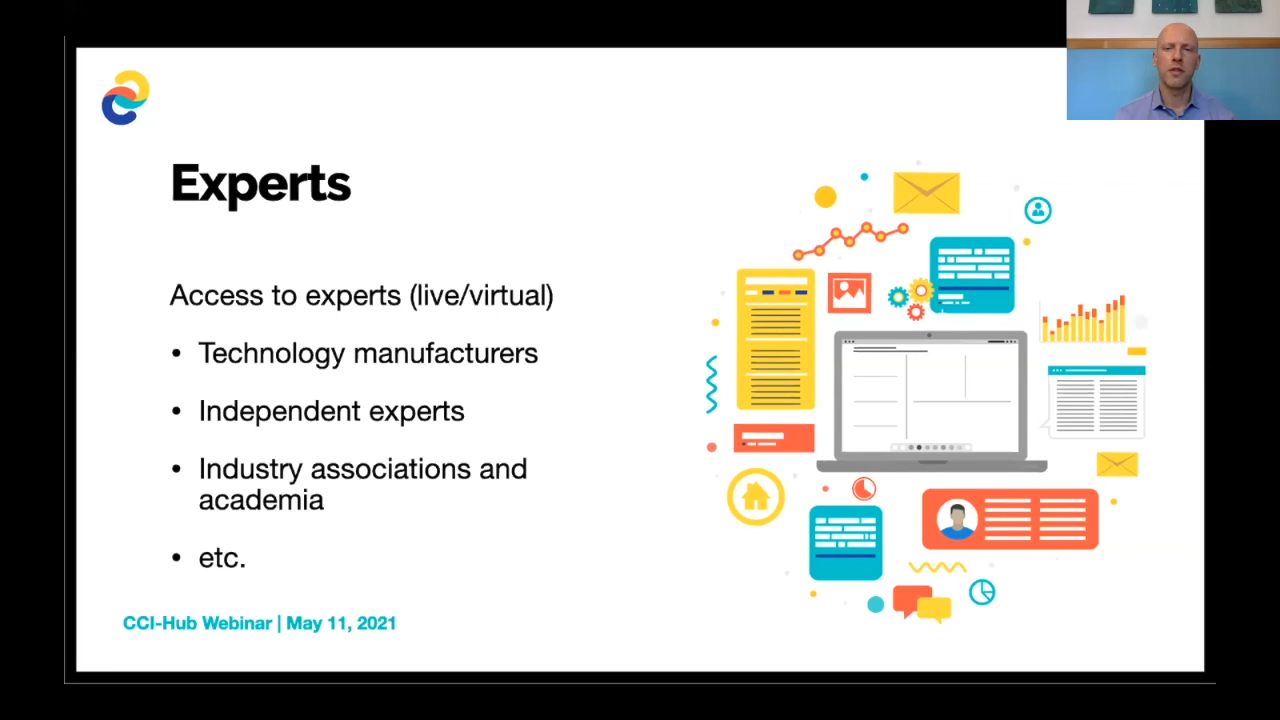 Experts
Access to experts (live/virtual)
• Technology manufacturers
• Independent experts
• Industry associations and
academia
• etc.
CCI-Hub Webinar | May 11, 2021